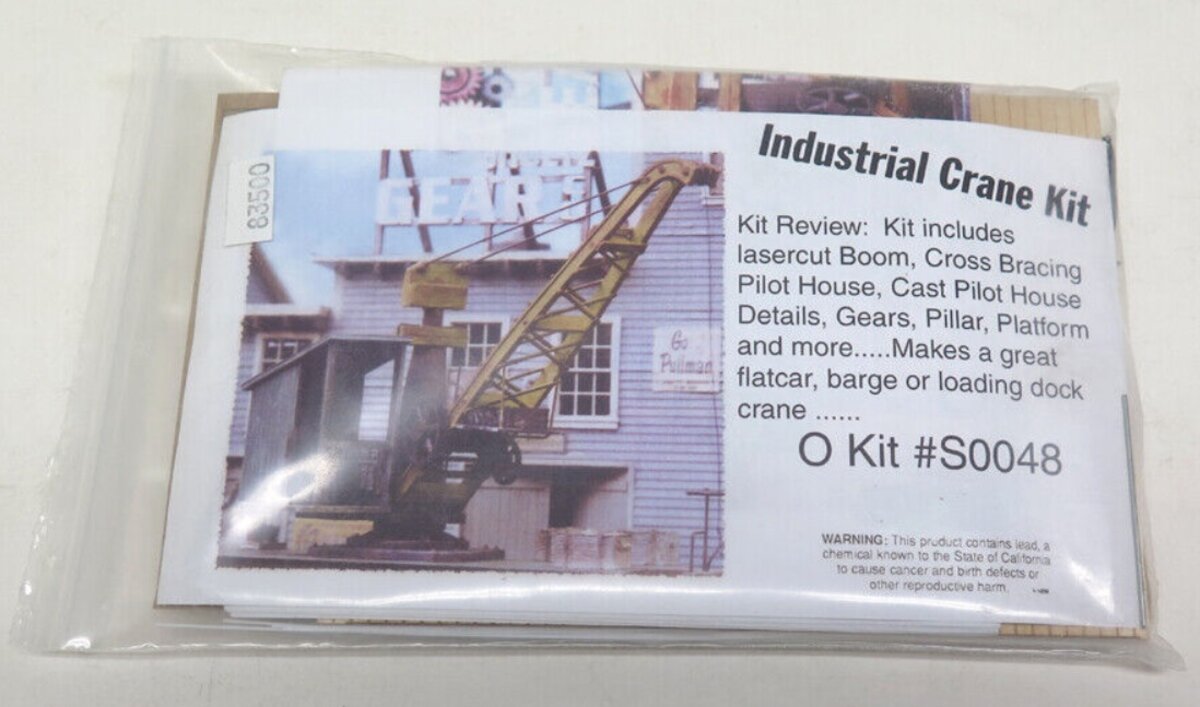 Industrial Crane Kit
83500
GEARS
Go
Pullman
Kit Review: Kit includes
lasercut Boom, Cross Bracing
Pilot House, Cast Pilot House
Details, Gears, Pillar, Platform
and more.....Makes a great
flatcar, barge or loading dock
crane ......
O Kit #S0048
WARNING: This product contains lead, a
chemical known to the State of California
to cause cancer and birth defects or
other reproductive harm.